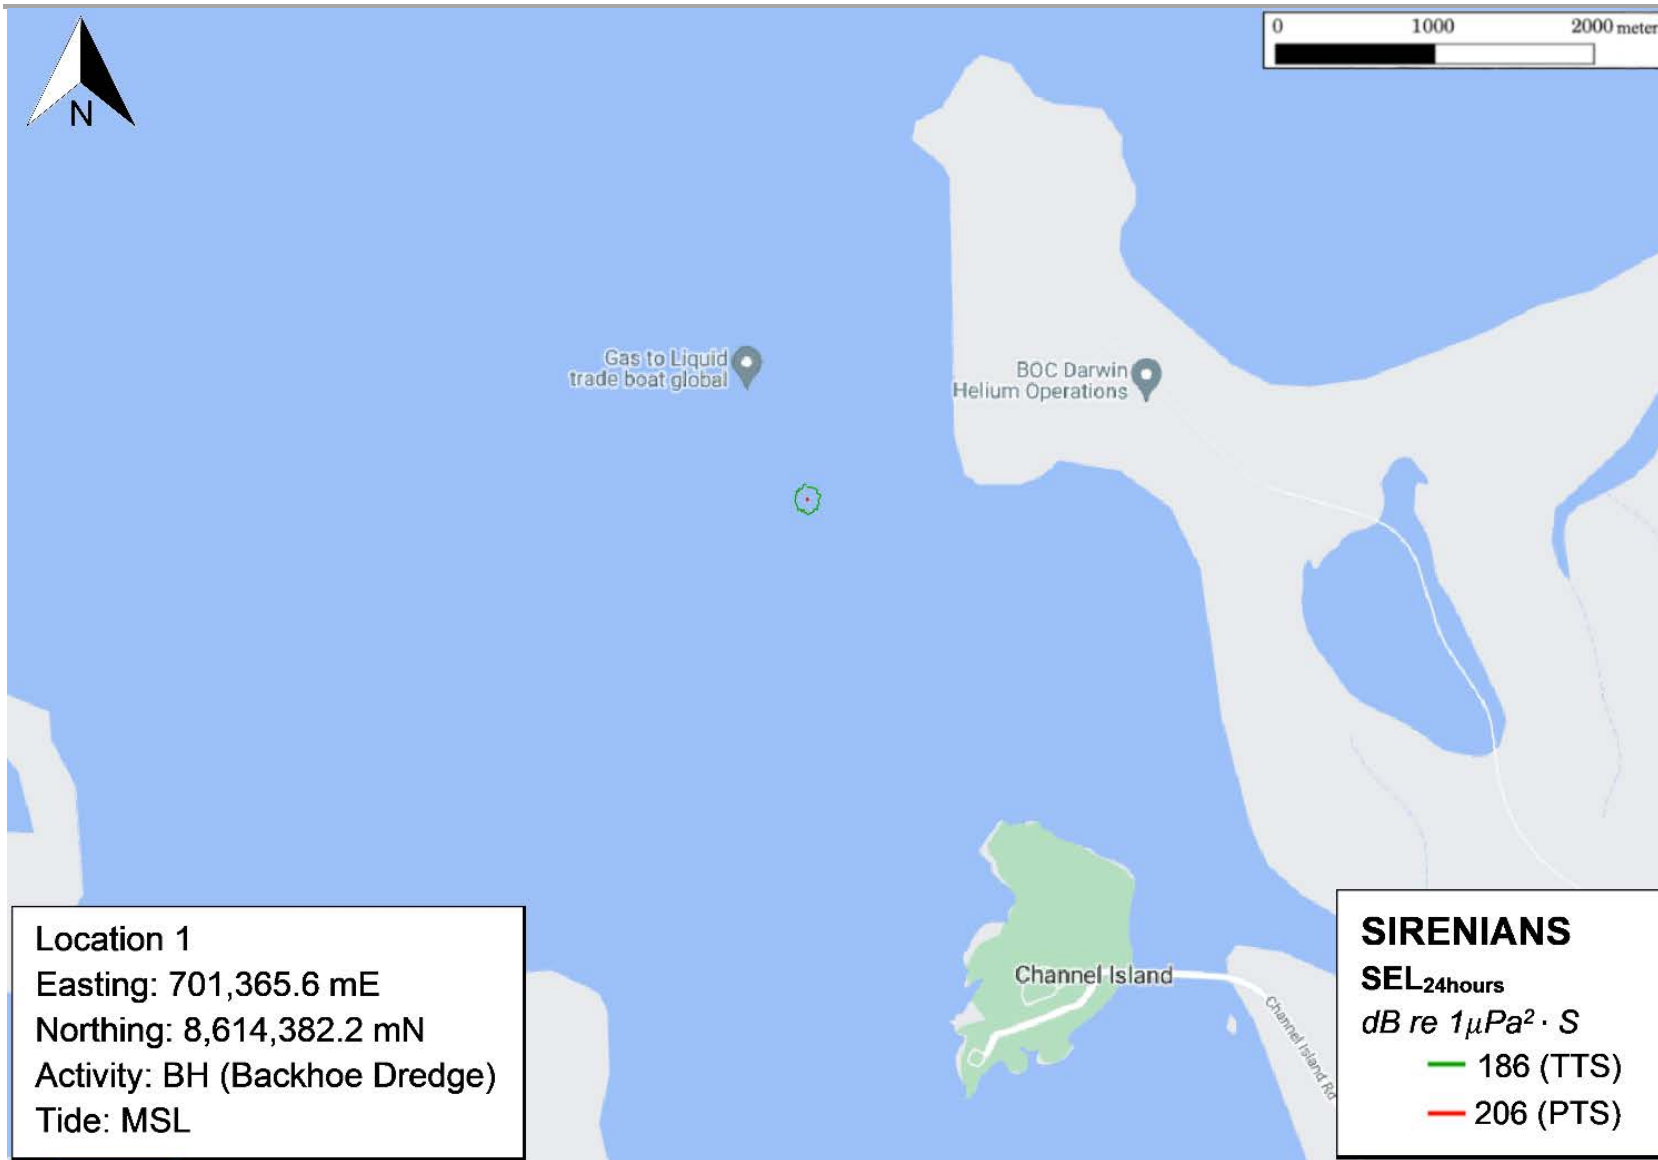 0 1000 2000 meter
N
Gas to Liquid
trade boat global
BOC Darwin
Helium Operations
Channel Island
Channel Island Rd
Location 1
Easting: 701,365.6 mE
Northing: 8,614,382.2 mN
Activity: BH (Backhoe Dredge)
Tide: MSL
SIRENIANS
SEL24hours
dB re 1μPa² · S
186 (TTS)
206 (PTS)